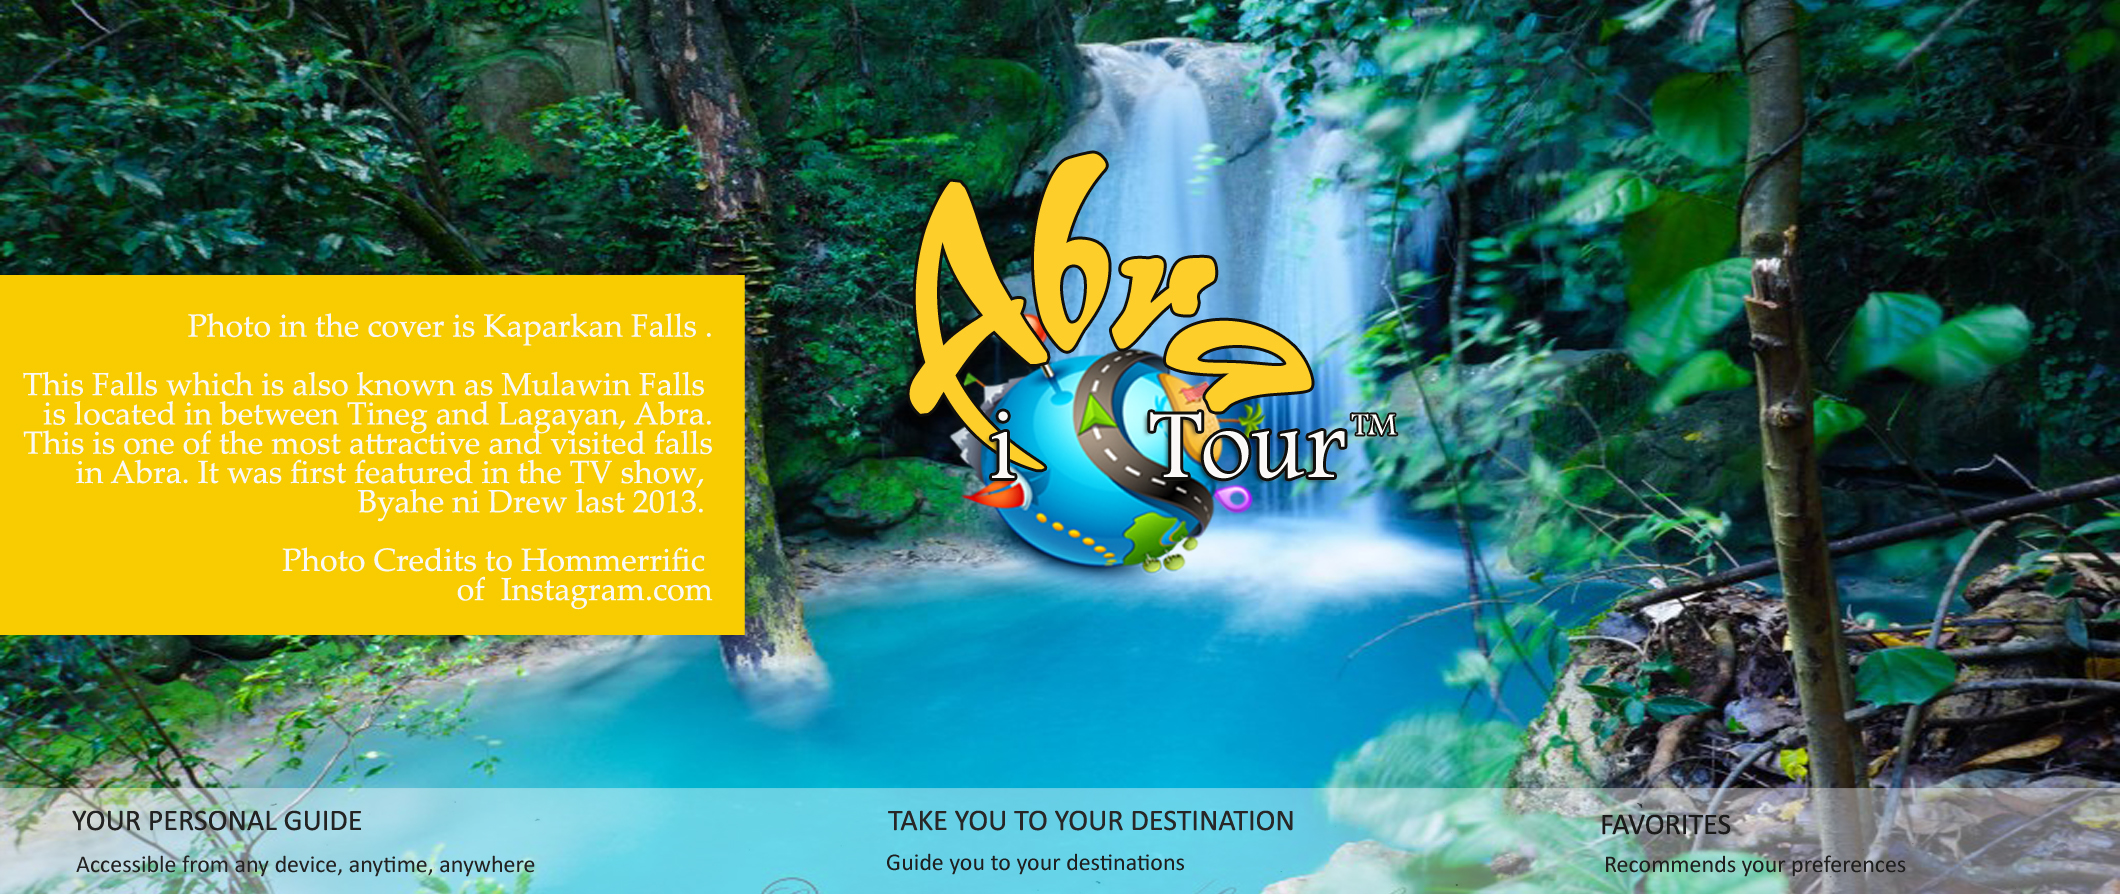 Abra
i Tour™
Photo in the cover is Kaparkan Falls .
This Falls which is also known as Mulawin Falls
is located in between Tineg and Lagayan, Abra.
This is one of the most attractive and visited falls
in Abra. It was first featured in the TV show,
Byahe ni Drew last 2013.
Photo Credits to Hommerrific
of Instagram.com
YOUR PERSONAL GUIDE
Accessible from any device, anytime, anywhere
TAKE YOU TO YOUR DESTINATION
Guide you to your destinations
FAVORITES
Recommends your preferences